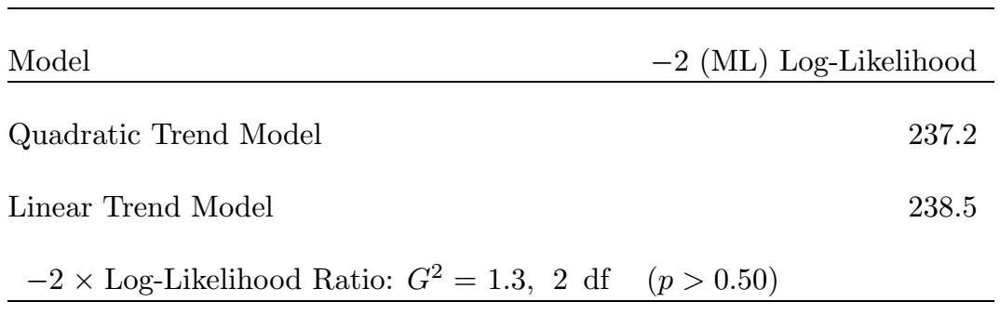 Model −2 (ML) Log-Likelihood
Quadratic Trend Model 237.2
Linear Trend Model 238.5
−2 × Log-Likelihood Ratio: G² = 1.3, 2 df (p > 0.50)